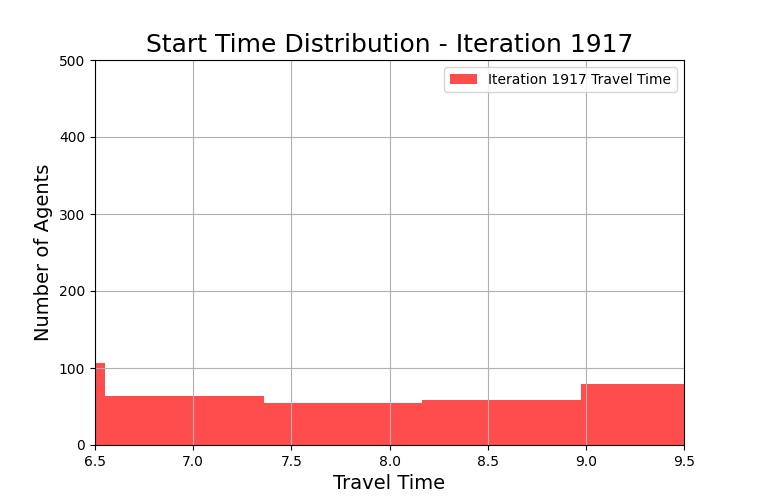 Start Time Distribution - Iteration 1917
Iteration 1917 Travel Time
Number of Agents
500
400
300
200
100
0
6.5 7.0 7.5 8.0 8.5 9.0 9.5
Travel Time